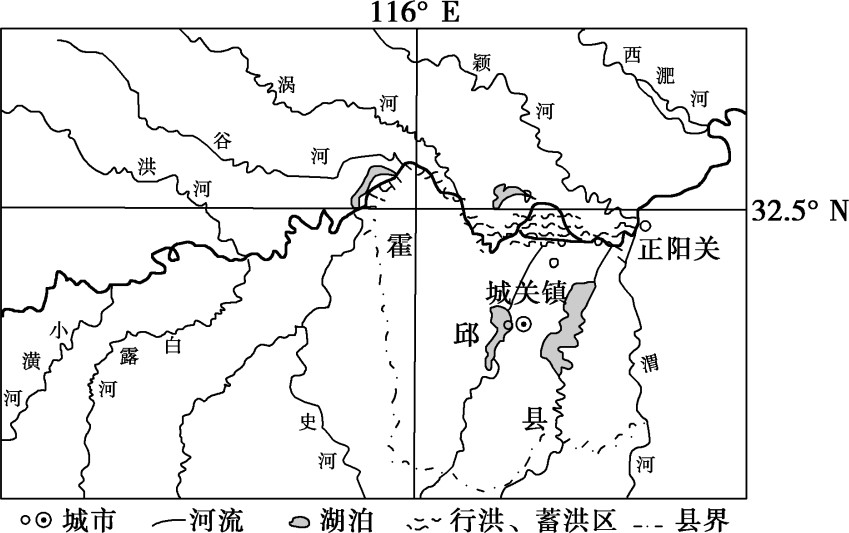 116° E
颍河
西淝河
涡河
谷河
洪河
32.5° N
霍邱县
正阳关
城关镇
小潢河
白露河
史河
渭河
城市
河流
湖泊
行洪、蓄洪区
县界